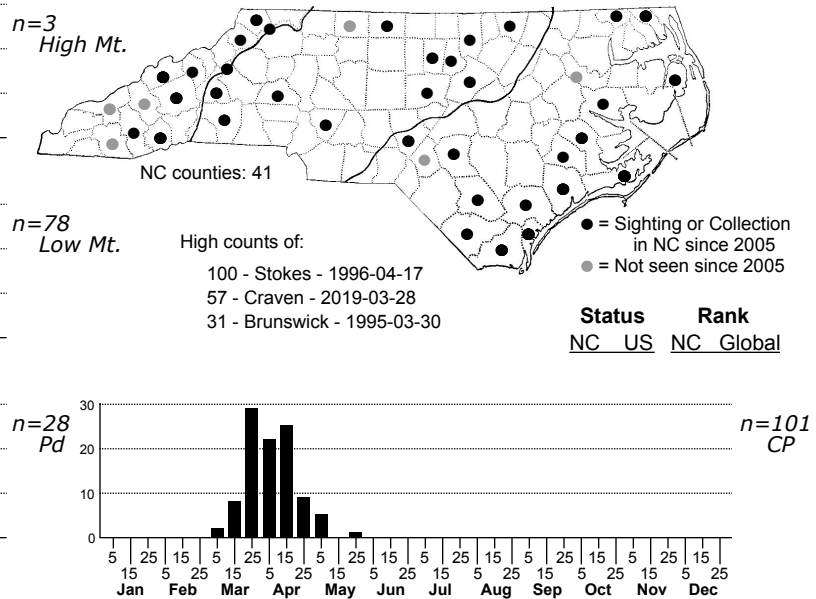 n=3
High Mt.
NC counties: 41
n=78
Low Mt.
High counts of:
100 - Stokes - 1996-04-17
57 - Craven - 2019-03-28
31 - Brunswick - 1995-03-30
= Sighting or Collection
in NC since 2005
= Not seen since 2005
Status Rank
NC US NC Global
n=28
Pd
n=101
CP
30
20
10
0
5 25 15 5 25 15 5 25 15 5 25 15 5 25 15 5 25 15
15 5 25 15 5 25 15 5 25 15 5 25 15 5 25 15 5 25
Jan Feb Mar Apr May Jun Jul Aug Sep Oct Nov Dec